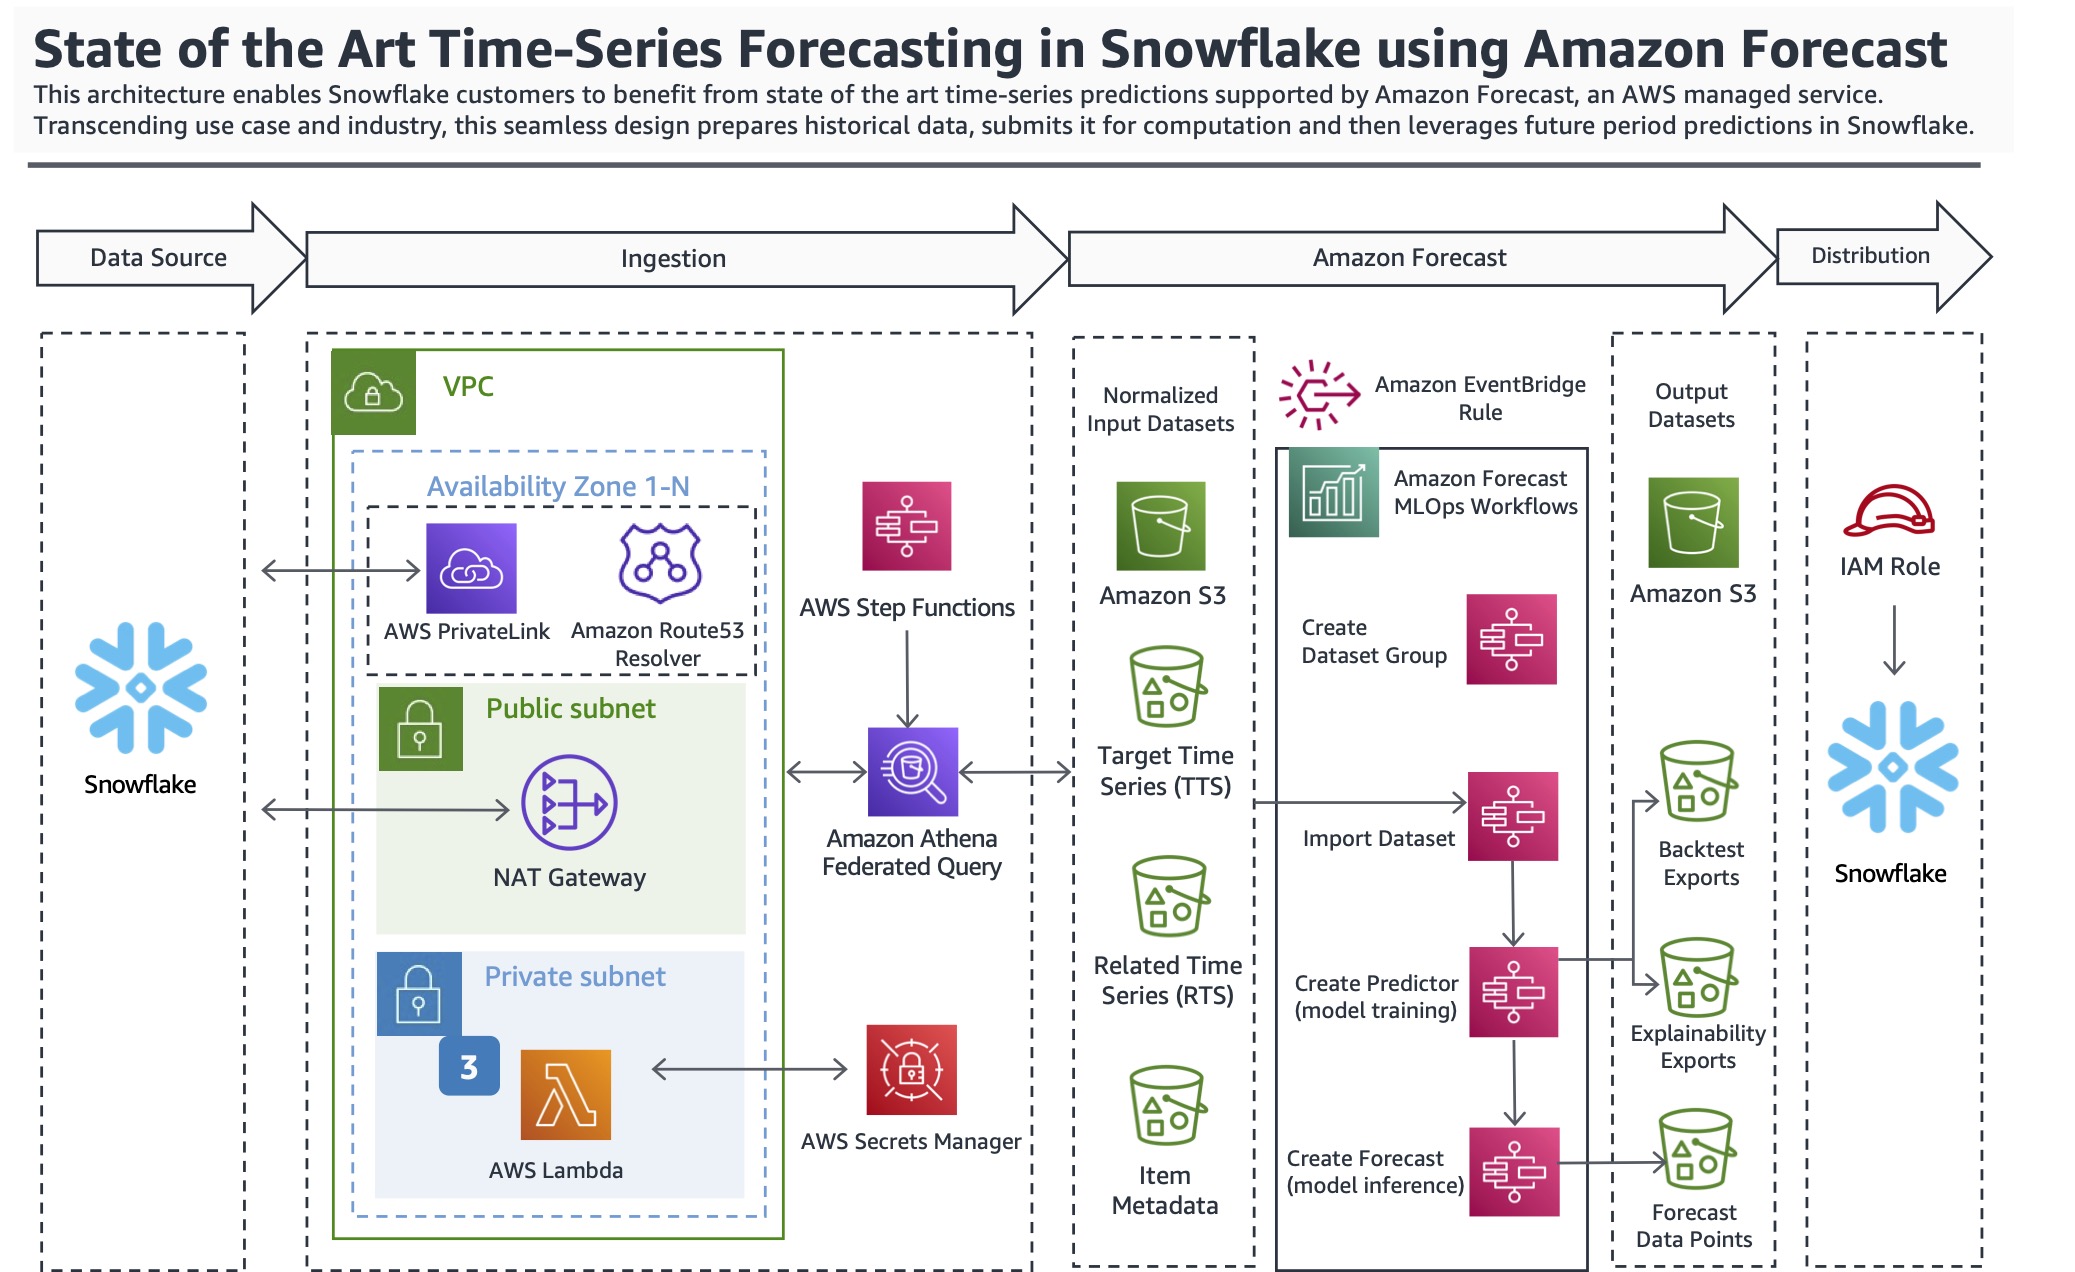 State of the Art Time-Series Forecasting in Snowflake using Amazon Forecast
This architecture enables Snowflake customers to benefit from state of the art time-series predictions supported by Amazon Forecast, an AWS managed service.
Transcending use case and industry, this seamless design prepares historical data, submits it for computation and then leverages future period predictions in Snowflake.
Data Source
Ingestion
Amazon Forecast
Distribution
Snowflake
VPC
Availability Zone 1-N
AWS PrivateLink
Amazon Route53
Resolver
Public subnet
NAT Gateway
Private subnet
3
AWS Lambda
AWS Step Functions
Amazon Athena
Federated Query
AWS Secrets Manager
Normalized
Input Datasets
Amazon S3
Target Time
Series (TTS)
Related Time
Series (RTS)
Item
Metadata
Amazon EventBridge
Rule
Amazon Forecast
MLOps Workflows
Create
Dataset Group
Import Dataset
Create Predictor
(model training)
Create Forecast
(model inference)
Output
Datasets
Amazon S3
Backtest
Exports
Explainability
Exports
Forecast
Data Points
IAM Role
Snowflake